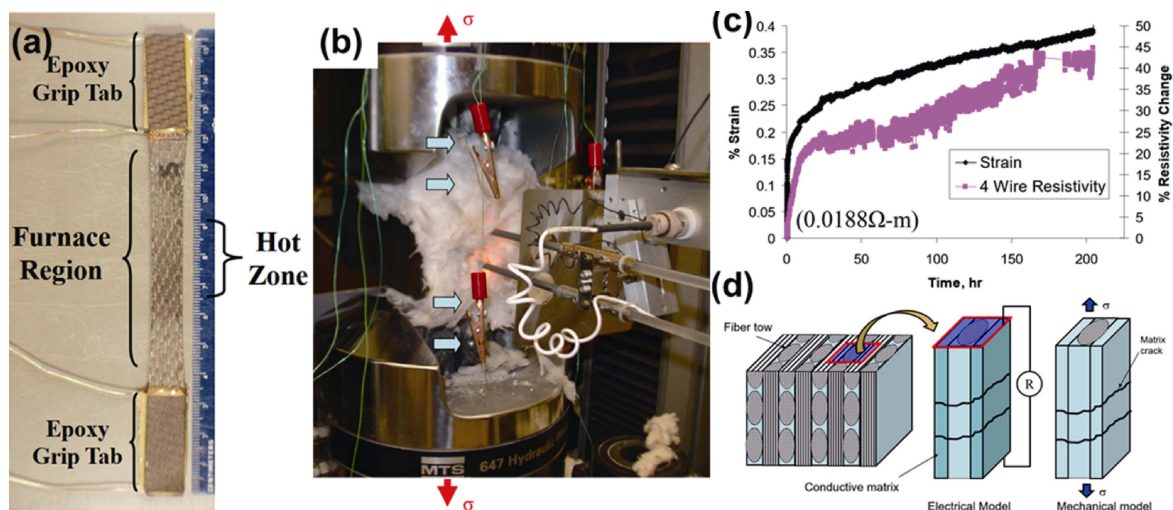 (a)
Epoxy
Grip Tab
Furnace
Region
Hot
Zone
Epoxy
Grip Tab
(b)
σ
MTS
647 Hydraulic
σ
(c)
% Strain
0.4
0.35
0.3
0.25
0.2
0.15
0.1
0.05
0
50
45
40
35
30
25
20
15
10
5
0
% Resistivity Change
Strain
4 Wire Resistivity
(0.0188Ω-m)
0 50 100 150 200
Time, hr
(d)
Fiber tow
Conductive matrix
R
Electrical Model
σ
Matrix
crack
σ
Mechanical model